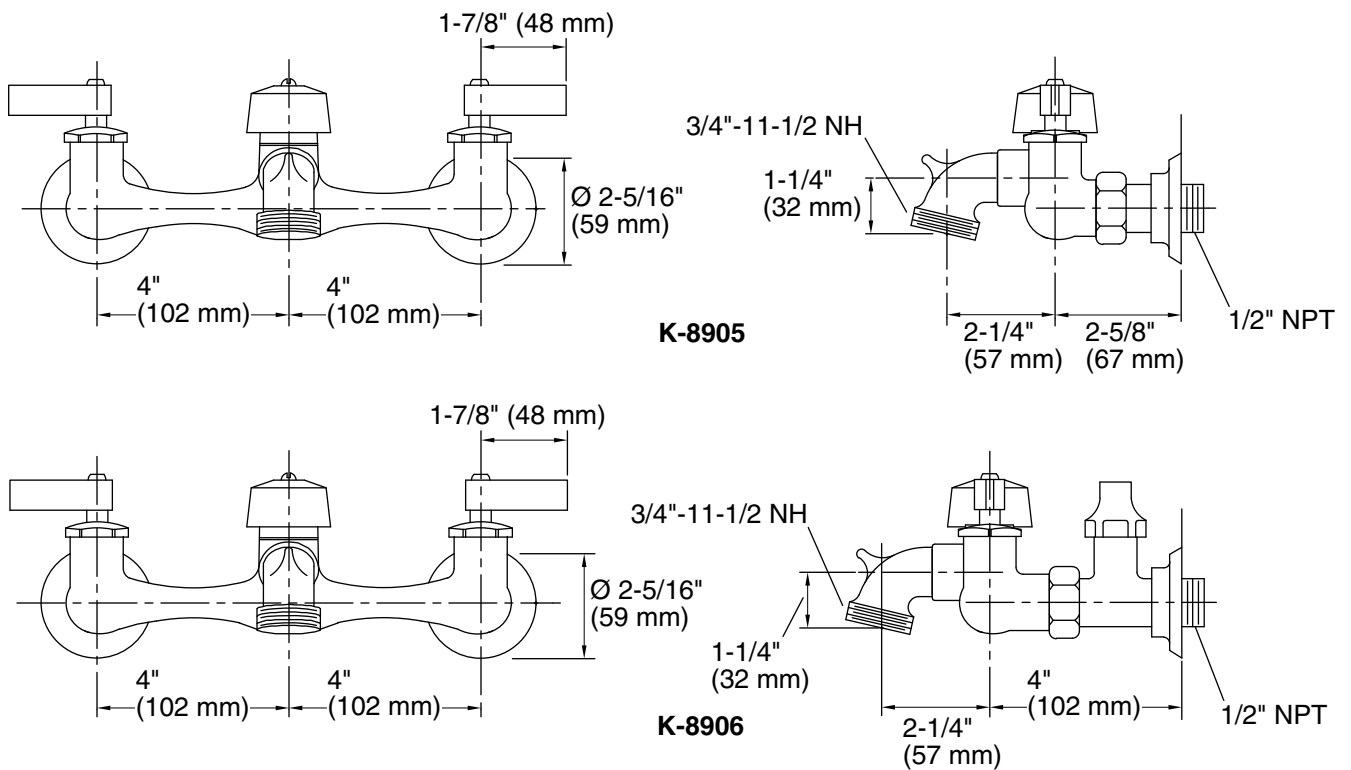 1-7/8" (48 mm)
3/4"-11-1/2 NH
1-1/4"
(32 mm)
Ø 2-5/16"
(59 mm)
4"
(102 mm)
4"
(102 mm)
K-8905
2-1/4"
(57 mm)
2-5/8"
(67 mm)
1/2" NPT
1-7/8" (48 mm)
3/4"-11-1/2 NH
Ø 2-5/16"
(59 mm)
1-1/4"
(32 mm)
4"
(102 mm)
4"
(102 mm)
K-8906
2-1/4"
(57 mm)
4"
(102 mm)
1/2" NPT